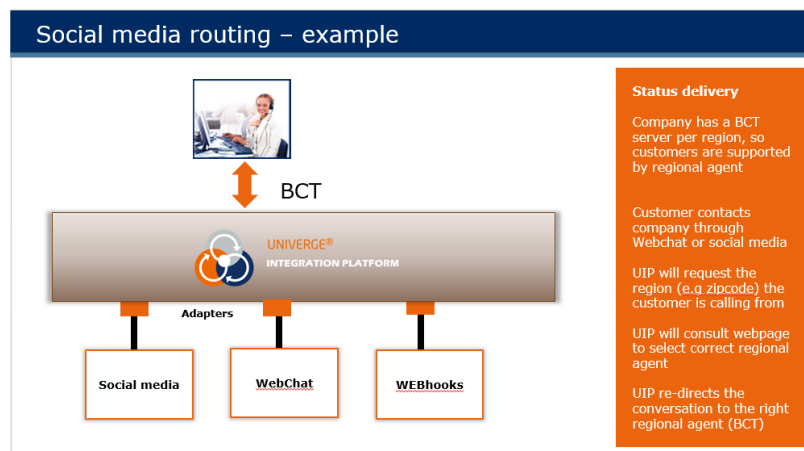 Social media routing – example
BCT
UNIVERGE®
INTEGRATION PLATFORM
Adapters
Social media
WebChat
WEBhooks
Status delivery
Company has a BCT
server per region, so
customers are supported
by regional agent
Customer contacts
company through
Webchat or social media
UIP will request the
region (e.g zipcode) the
customer is calling from
UIP will consult webpage
to select correct regional
agent
UIP re-directs the
conversation to the right
regional agent (BCT)